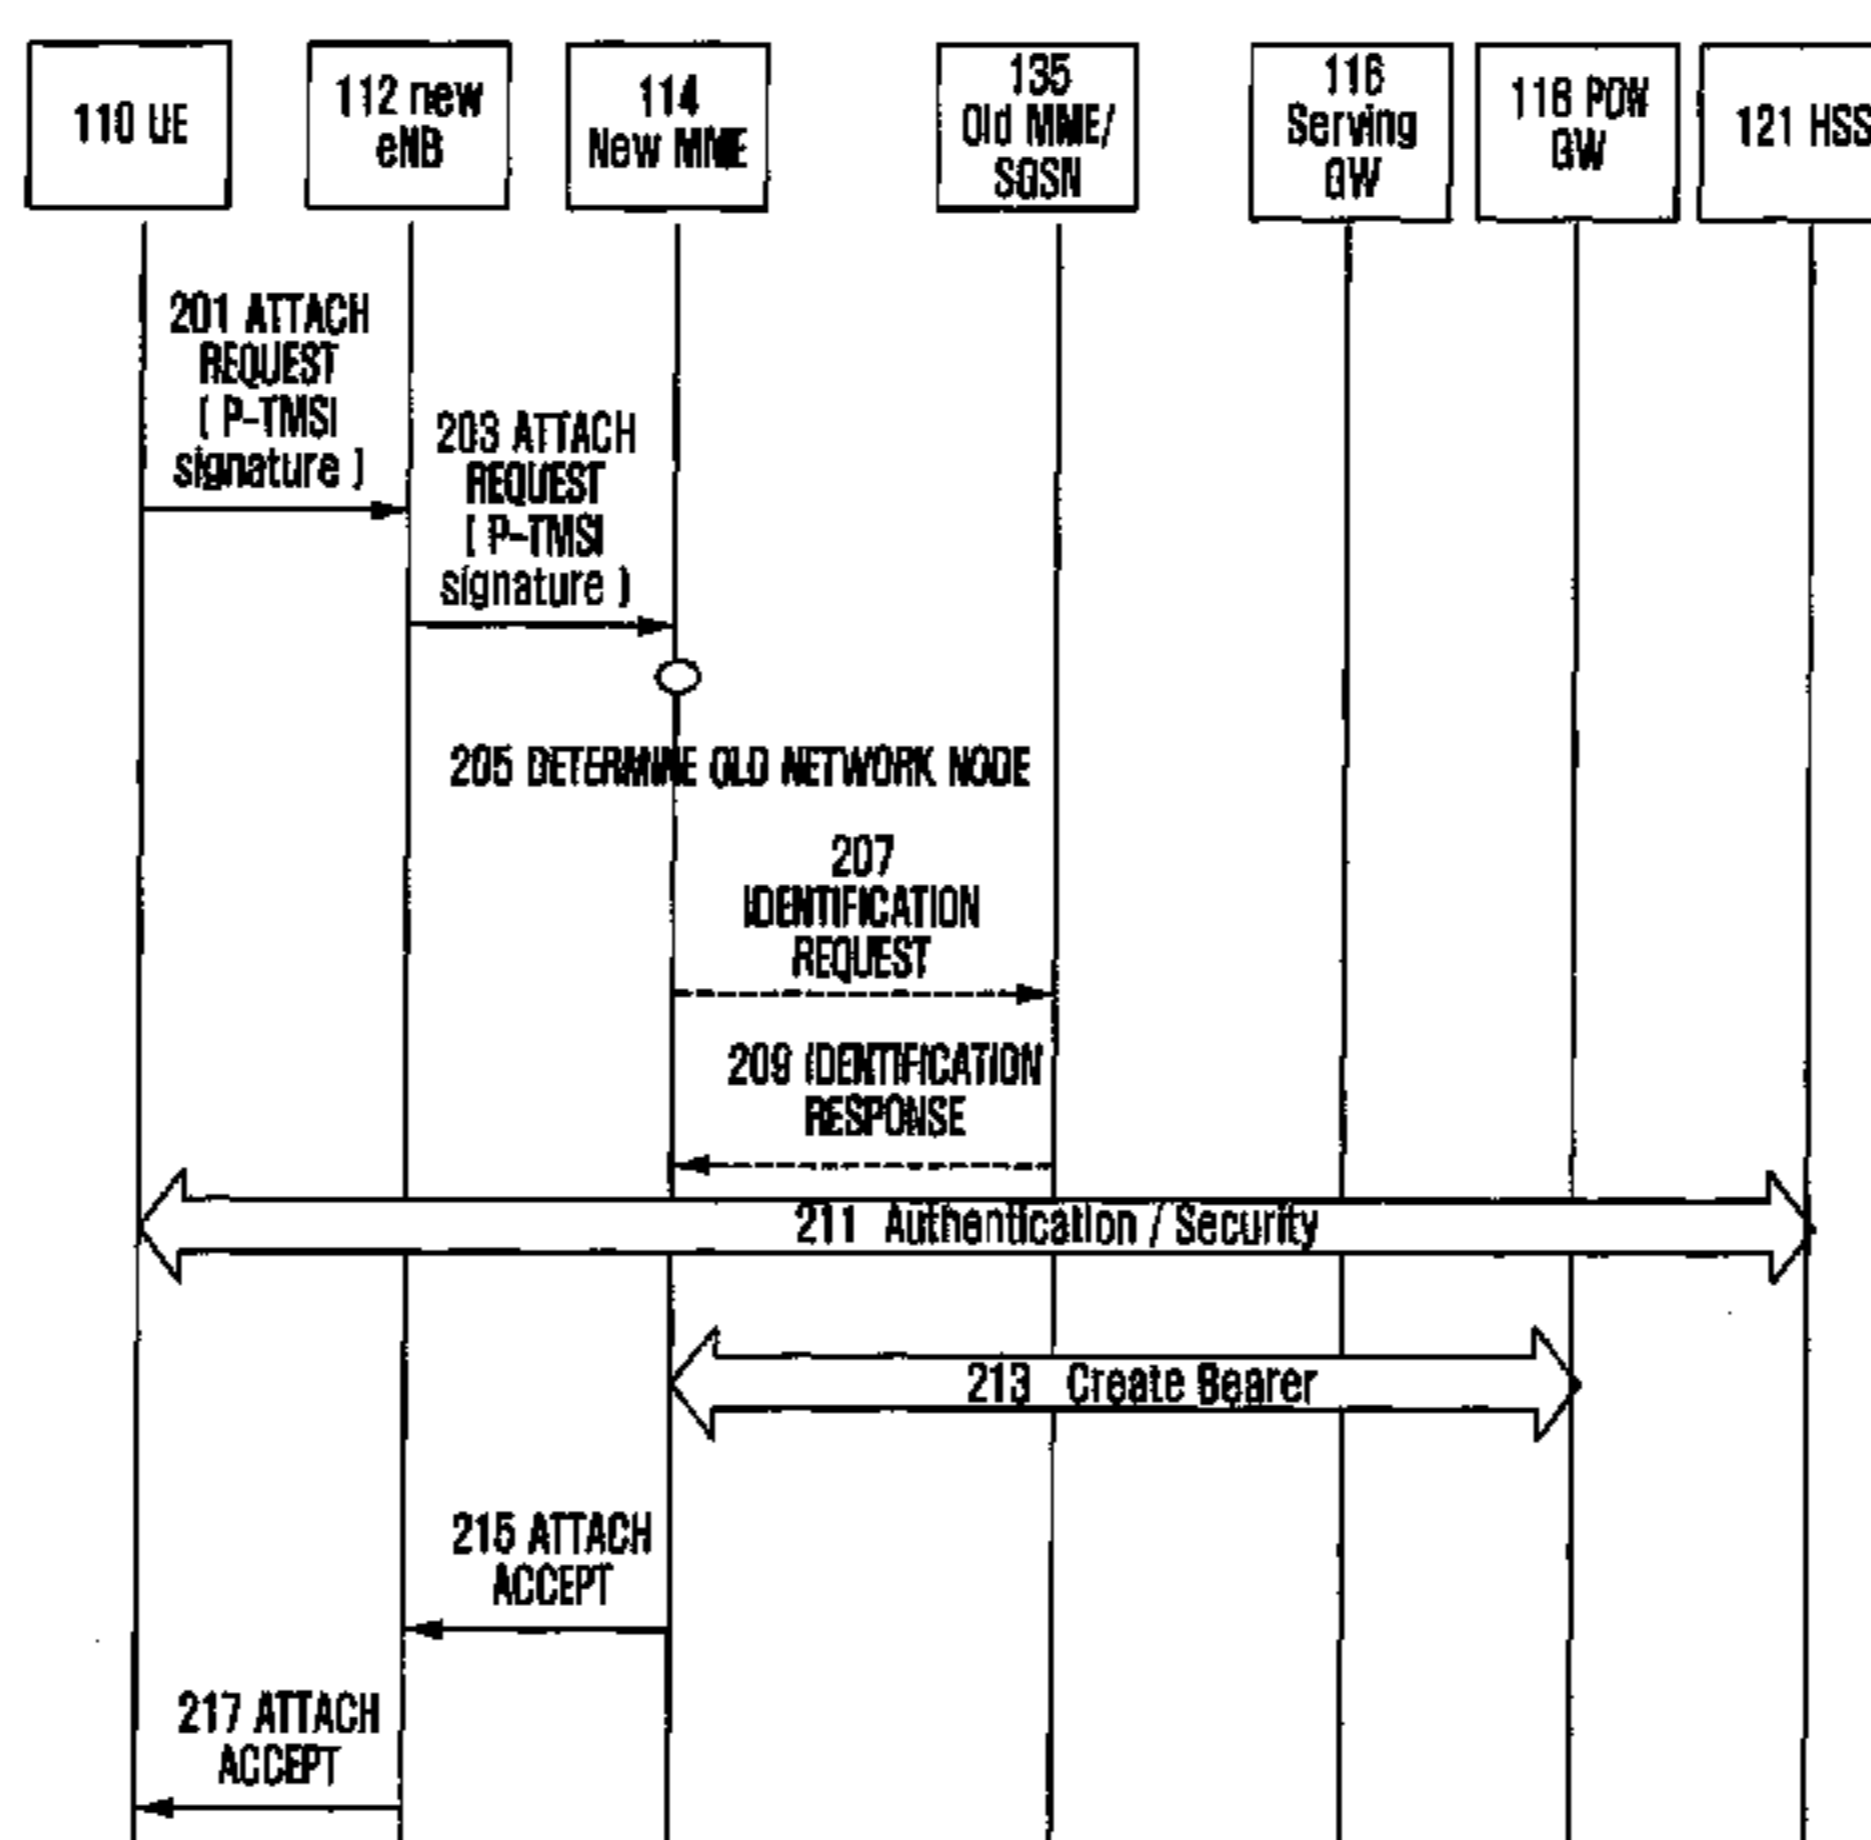 110 UE
112 new
eNB
114
New MME
135
Old MME/
SGSN
116
Serving
GW
118 PDW
GW
121 HSS
201 ATTACH
REQUEST
( P-TMSI
signature )
203 ATTACH
REQUEST
( P-TMSI
signature )
205 DETERMINE OLD NETWORK NODE
207
IDENTIFICATION
REQUEST
209 IDENTIFICATION
RESPONSE
211 Authentication / Security
213 Create Bearer
215 ATTACH
ACCEPT
217 ATTACH
ACCEPT